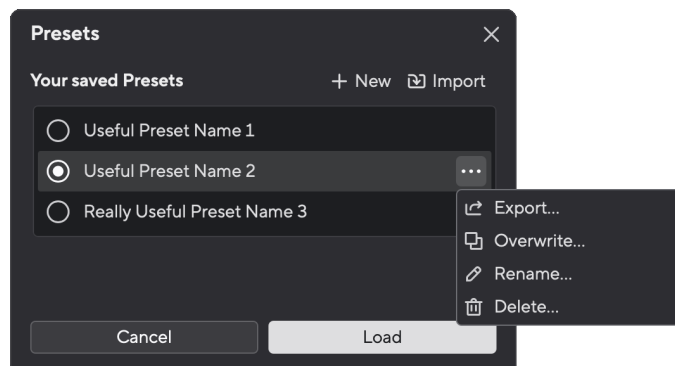 Presets
Your saved Presets
New
Import
Useful Preset Name 1
Useful Preset Name 2
Really Useful Preset Name 3
Export...
Overwrite...
Rename...
Delete...
Cancel
Load